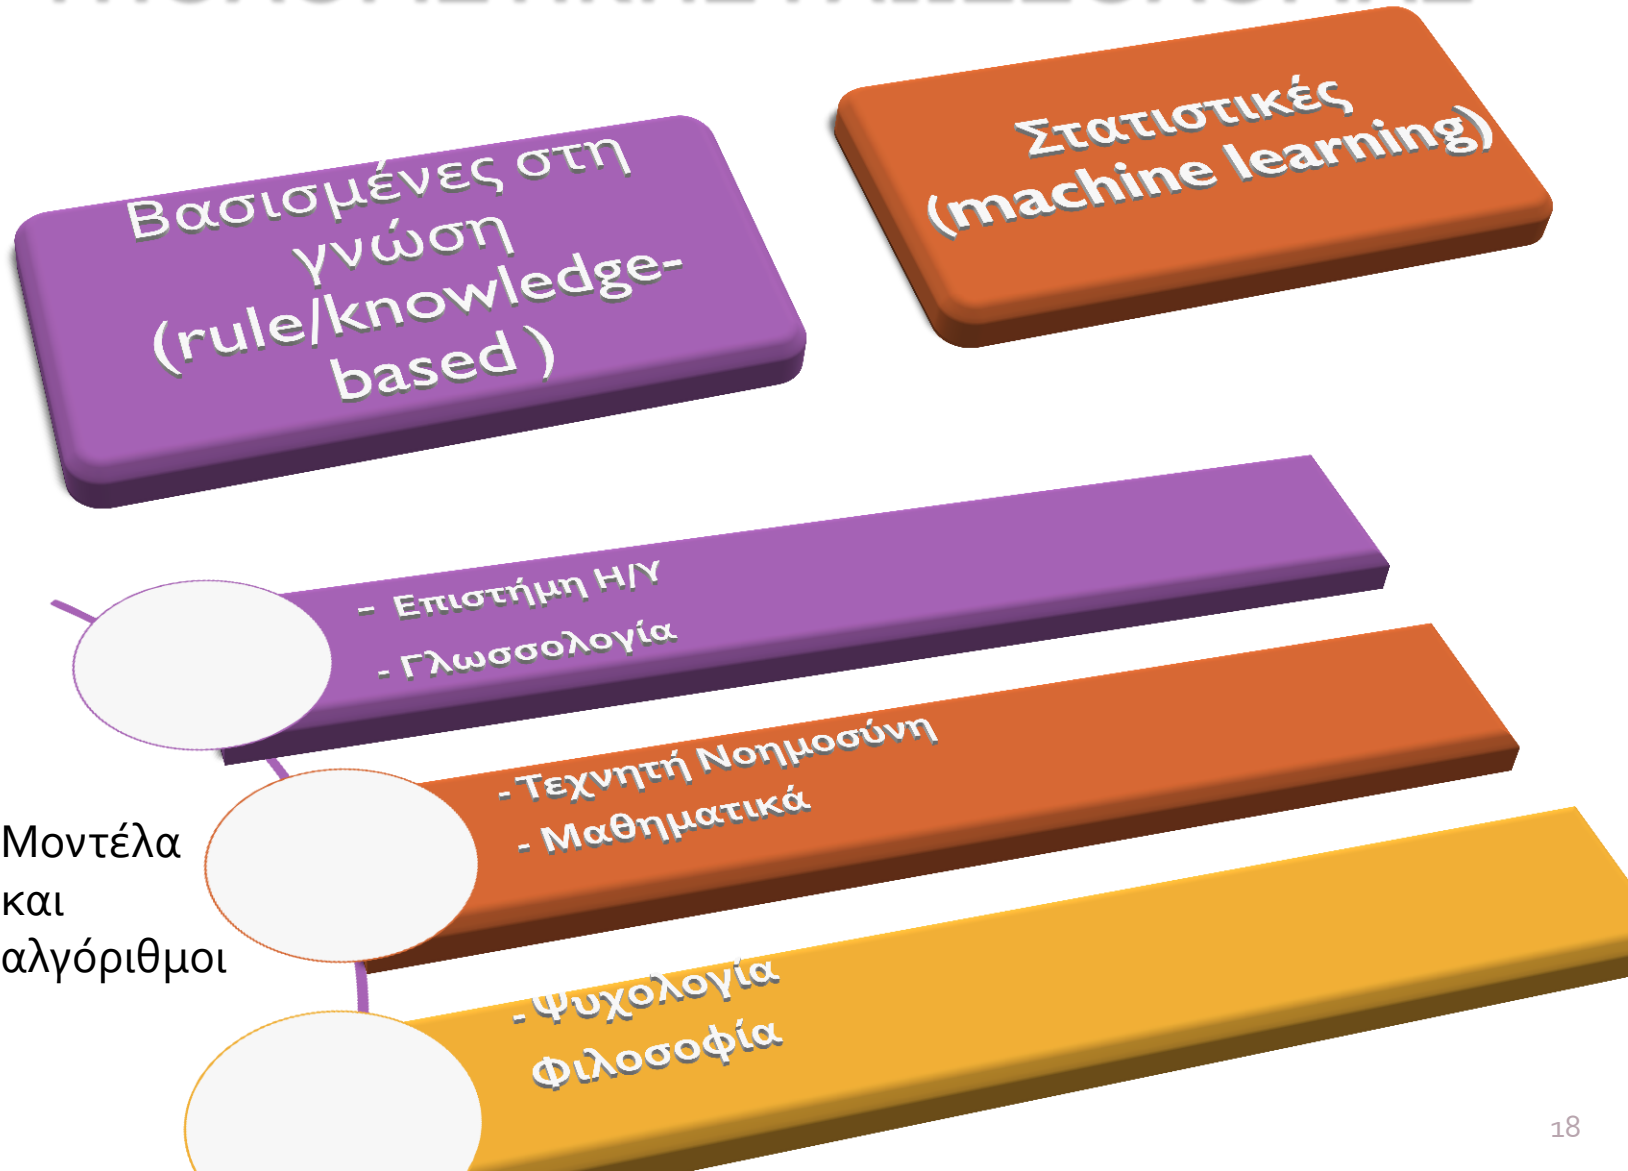 Βασισμένες στη
γνώση
(rule/knowledge-
based )
Στατιστικές
(machine learning)
- Επιστήμη Η/Υ
- Γλωσσολογία
- Τεχνητή Νοημοσύνη
- Μαθηματικά
Μοντέλα
και
αλγόριθμοι
- Ψυχολογία
Φιλοσοφία
18